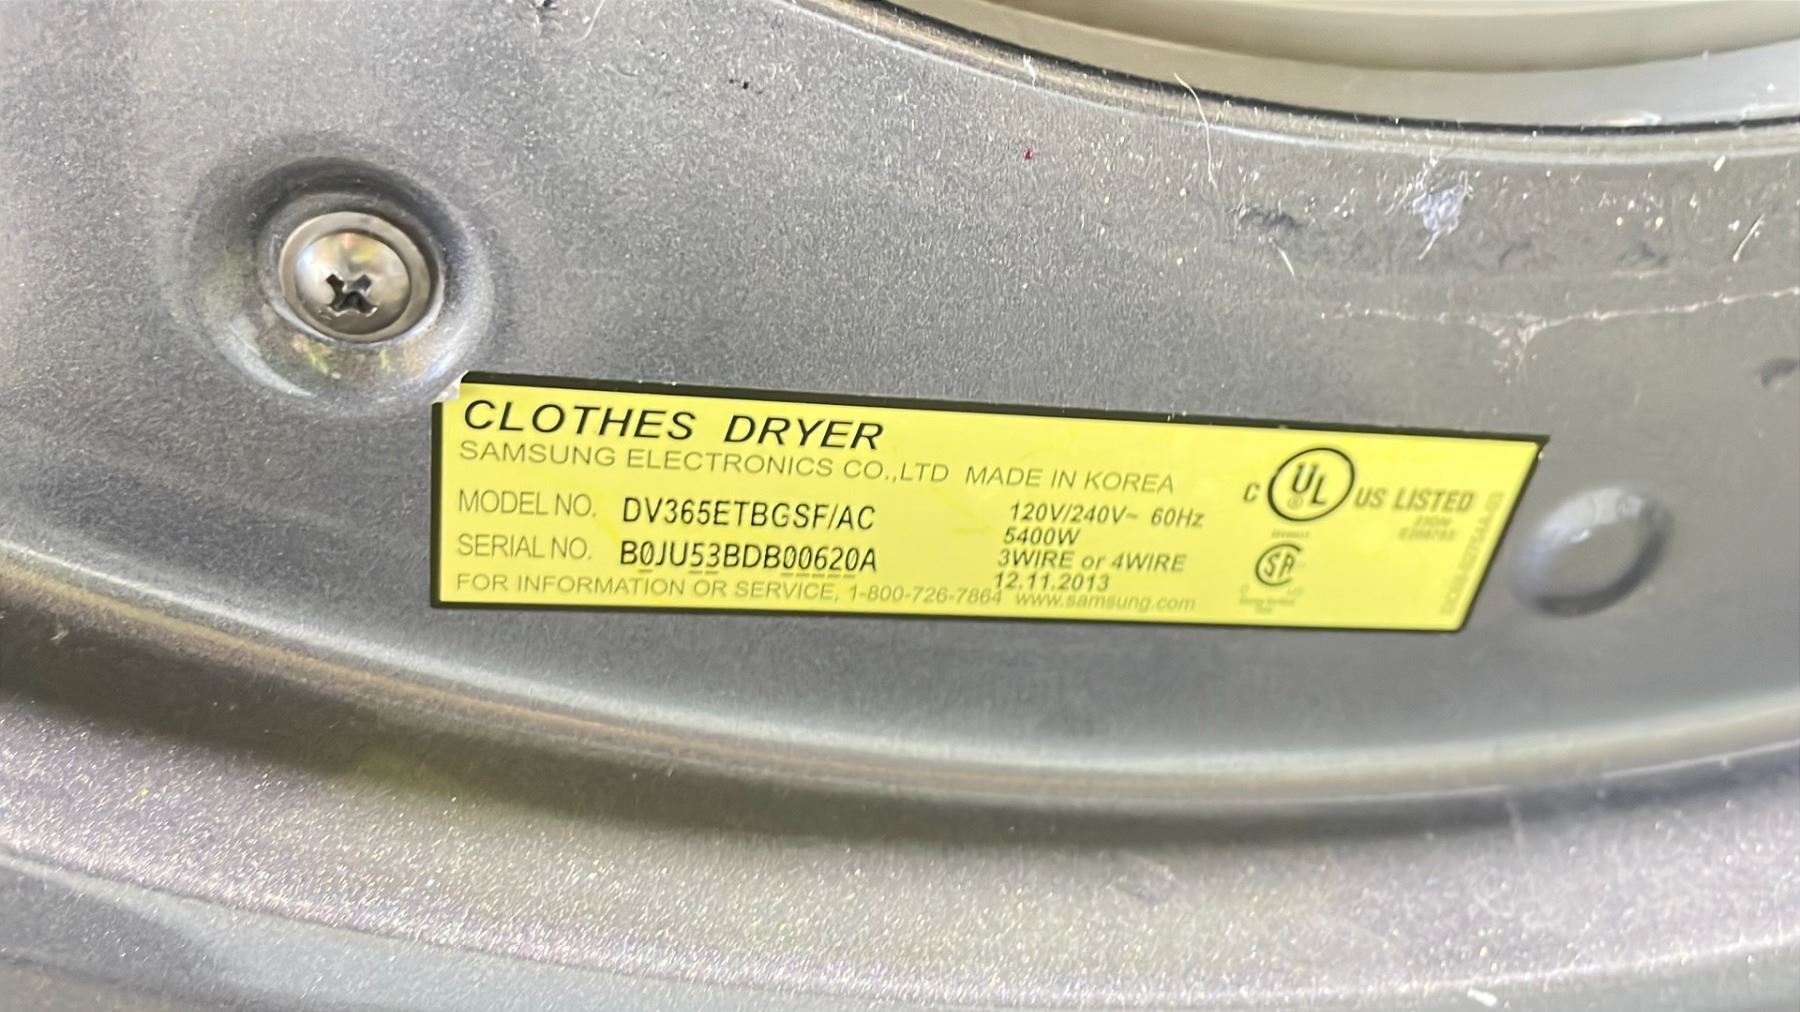 CLOTHES DRYER
SAMSUNG ELECTRONICS CO.,LTD MADE IN KOREA
MODEL NO. DV365ETBGSF/AC
SERIAL NO. B0JU53BDB00620A
FOR INFORMATION OR SERVICE, 1-800-726-7864 www.samsung.com
120V/240V~ 60Hz
5400W
3WIRE or 4WIRE
12.11.2013
C UL US LISTED
SA